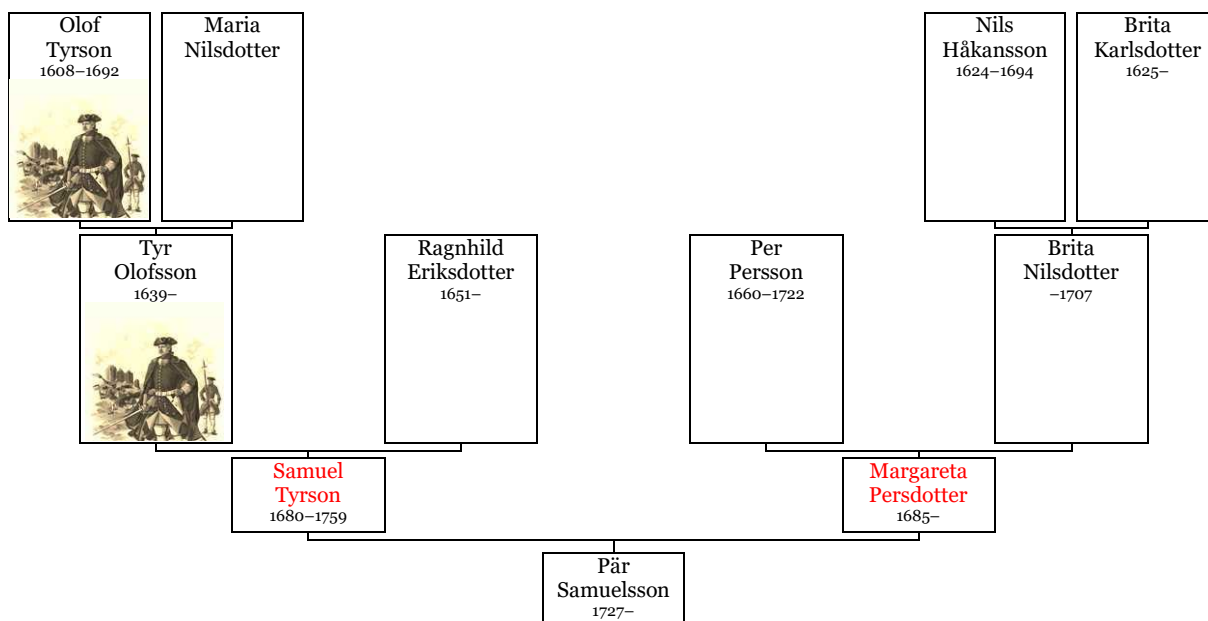 Olof
Tyrson
1608–1692
Maria
Nilsdotter
Nils
Håkansson
1624–1694
Brita
Karlsdotter
1625–
Tyr
Olofsson
1639–
Ragnhild
Eriksdotter
1651–
Per
Persson
1660–1722
Brita
Nilsdotter
–1707
Samuel
Tyrson
1680–1759
Margareta
Persdotter
1685–
Pär
Samuelsson
1727–